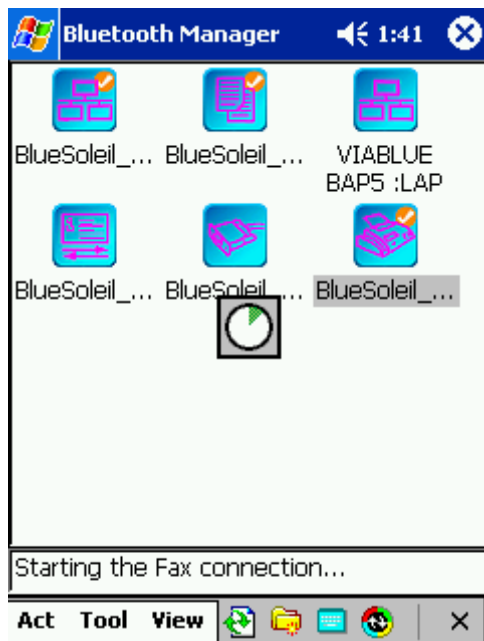 Bluetooth Manager 1:41
BlueSoleil_... BlueSoleil_... VIABLUE
BAP5 :LAP
BlueSoleil_... BlueSoleil_... BlueSoleil_...
Starting the Fax connection...
Act Tool View